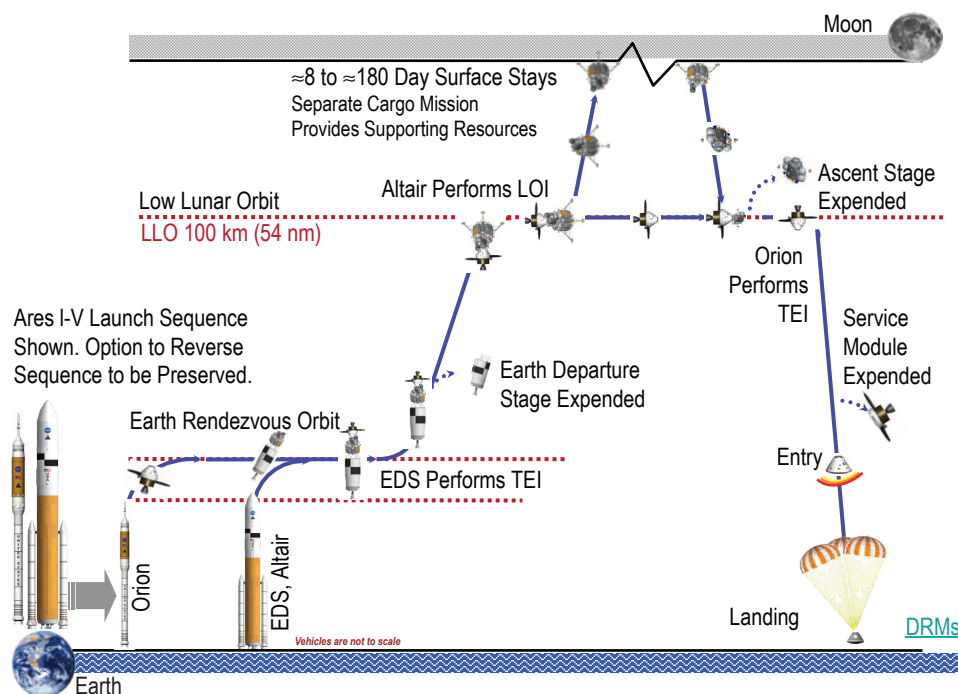 Moon
≈8 to ≈180 Day Surface Stays
Separate Cargo Mission
Provides Supporting Resources
Altair Performs LOI
Ascent Stage
Expended
Low Lunar Orbit
LLO 100 km (54 nm)
Orion
Performs
TEI
Ares I-V Launch Sequence
Shown. Option to Reverse
Sequence to be Preserved.
Service
Module
Expended
Earth Departure
Stage Expended
Earth Rendezvous Orbit
Entry
EDS Performs TEI
Orion
EDS, Altair
Landing
DRMs
Vehicles are not to scale
Earth